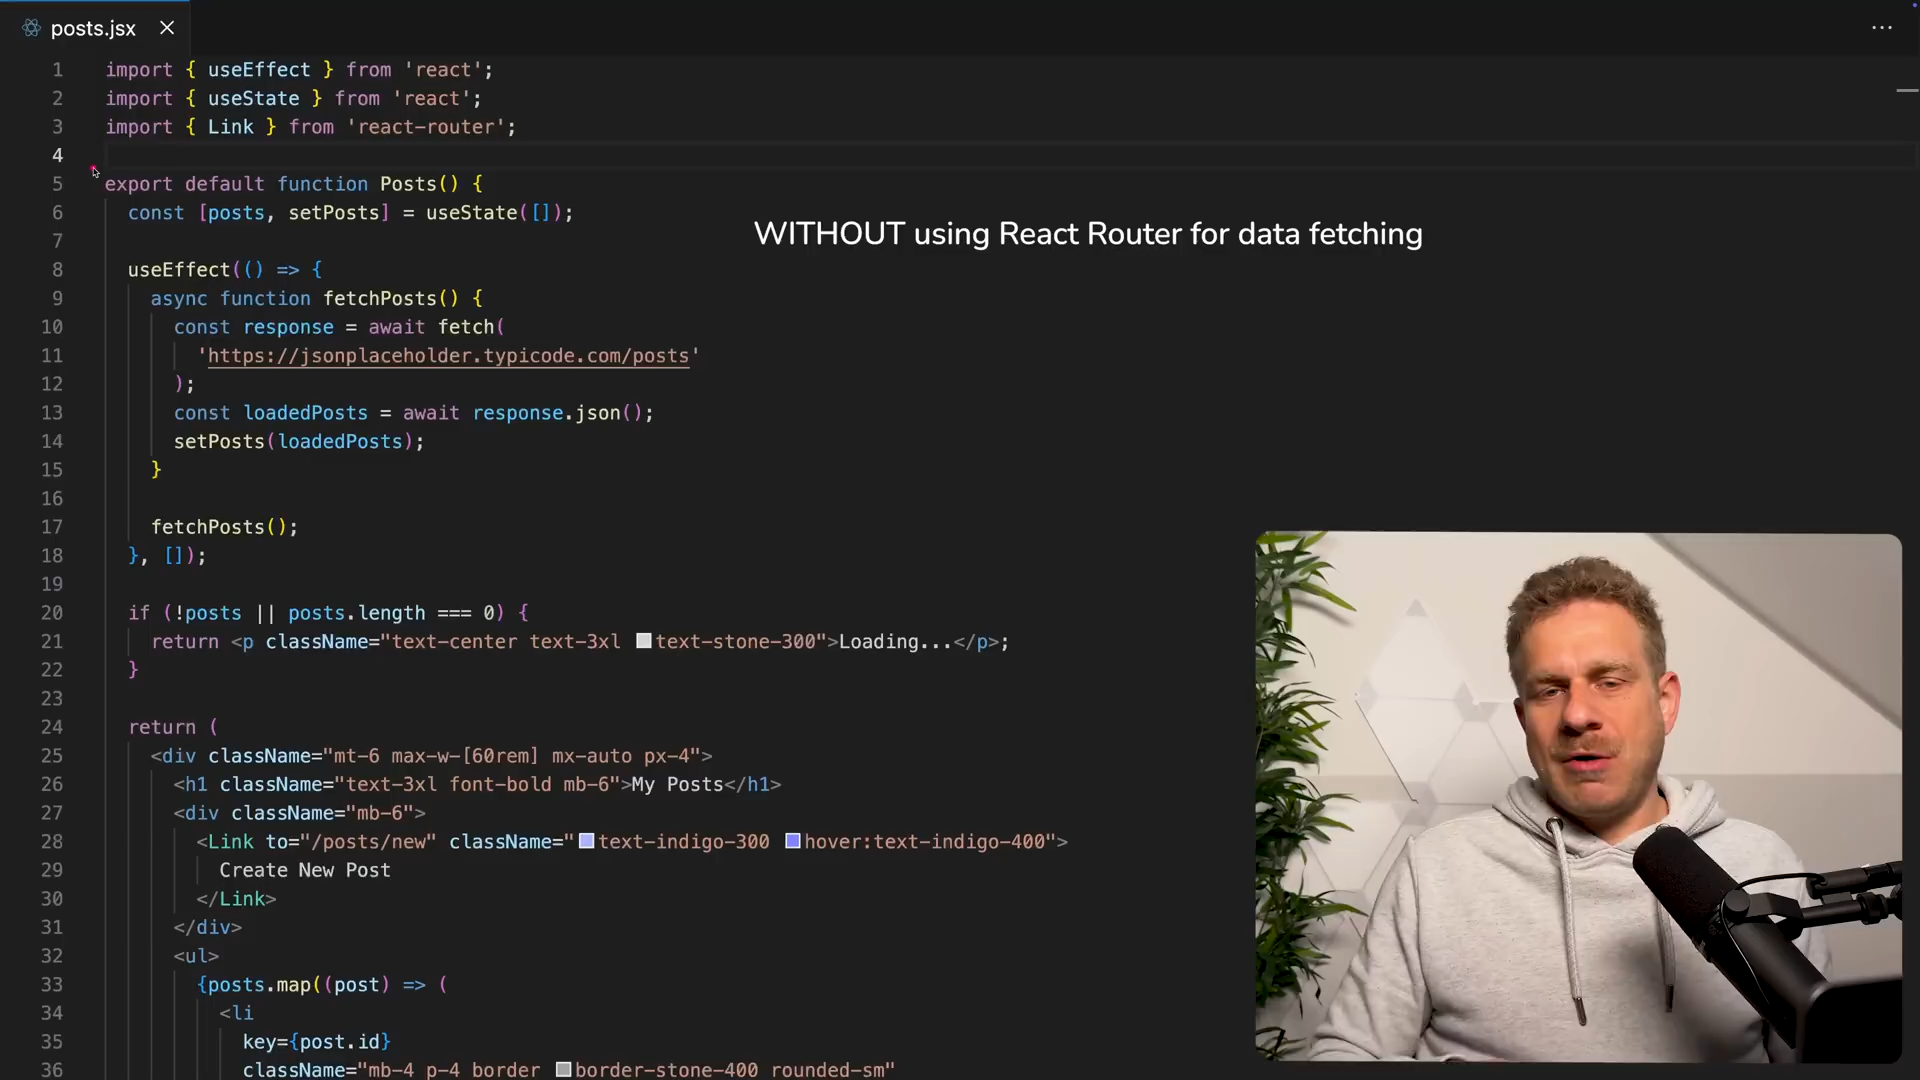 posts.jsx
1 import { useEffect } from 'react';
2 import { useState } from 'react';
3 import { Link } from 'react-router';
4
5 export default function Posts() {
6 const [posts, setPosts] = useState([]);
WITHOUT using React Router for data fetching
7
8 useEffect(() => {
9 async function fetchPosts() {
10 const response = await fetch(
11 'https://jsonplaceholder.typicode.com/posts'
12 );
13 const loadedPosts = await response.json();
14 setPosts(loadedPosts);
15 }
16
17 fetchPosts();
18 }, []);
19
20 if (!posts || posts.length === 0) {
21 return <p className="text-center text-3xl text-stone-300">Loading...</p>;
22 }
23
24 return (
25 <div className="mt-6 max-w-[60rem] mx-auto px-4">
26 <h1 className="text-3xl font-bold mb-6">My Posts</h1>
27 <div className="mb-6">
28 <Link to="/posts/new" className="text-indigo-300 hover:text-indigo-400">
29 Create New Post
30 </Link>
31 </div>
32 <ul>
33 {posts.map((post) => (
34 <li
35 key={post.id}
36 className="mb-4 p-4 border border-stone-400 rounded-sm"